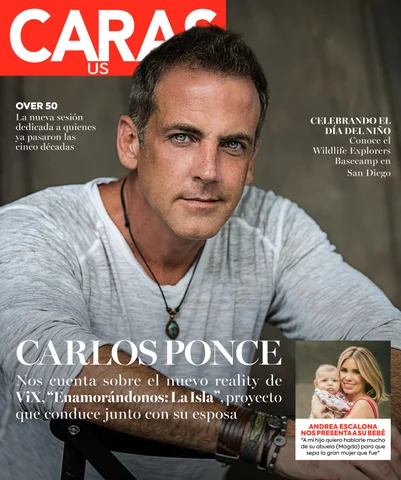 CARAS
US
OVER 50
La nueva sesión
dedicada a quienes
ya pasaron las
cinco décadas
CELEBRANDO EL
DÍA DEL NIÑO
Conoce el
Wildlife Explorers
Basecamp en
San Diego
CARLOS PONCE
Nos cuenta sobre el nuevo reality de
ViX, “Enamorándonos: La Isla”, proyecto
que conduce junto con su esposa
ANDREA ESCALONA
NOS PRESENTA A SU BEBÉ
"A mi hijo quiero hablarle mucho
de su abuela (Magda) para que
sepa la gran mujer que fue"